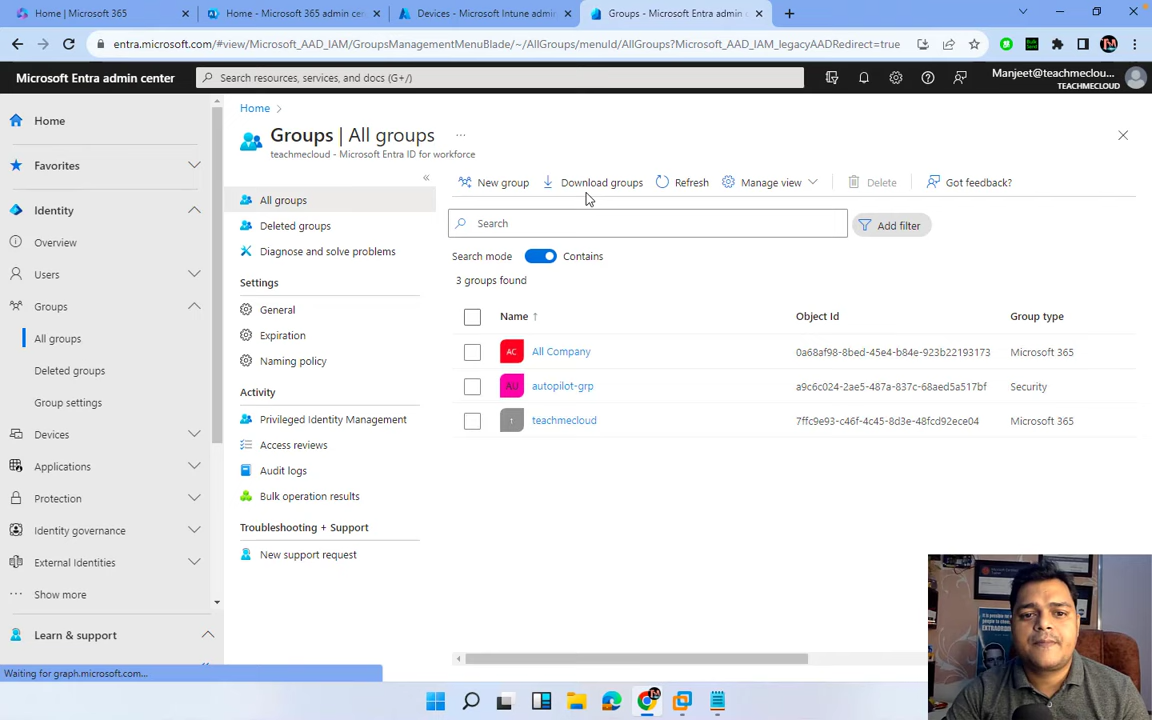 Home | Microsoft 365
Home - Microsoft 365 admin cen
Devices - Microsoft Intune admin
Groups - Microsoft Entra admin c
entra.microsoft.com/#view/Microsoft_AAD_IAM/GroupsManagementMenuBlade/~/AllGroups/menuId/AllGroups?Microsoft_AAD_IAM_legacyAADRedirect=true
Microsoft Entra admin center
Search resources, services, and docs (G+/)
Manjeet@teachmeclou...
TEACHMECLOUD
Home
Favorites
Identity
Overview
Users
Groups
All groups
Deleted groups
Group settings
Devices
Applications
Protection
Identity governance
External Identities
Show more
Learn & support
Waiting for graph.microsoft.com...
Home
Groups | All groups
teachmecloud - Microsoft Entra ID for workforce
All groups
Deleted groups
Diagnose and solve problems
Settings
General
Expiration
Naming policy
Activity
Privileged Identity Management
Access reviews
Audit logs
Bulk operation results
Troubleshooting + Support
New support request
New group Download groups Refresh Manage view Delete Got feedback?
Search
Add filter
Search mode Contains
3 groups found
Name ↑ Object Id Group type
AC All Company 0a68af98-8bed-45e4-b84e-923b22193173 Microsoft 365
AU autopilot-grp a9c6c024-2ae5-487a-837c-68aed5a517bf Security
t teachmecloud 7ffc9e93-c46f-4c45-8d3e-48fcd92ece04 Microsoft 365